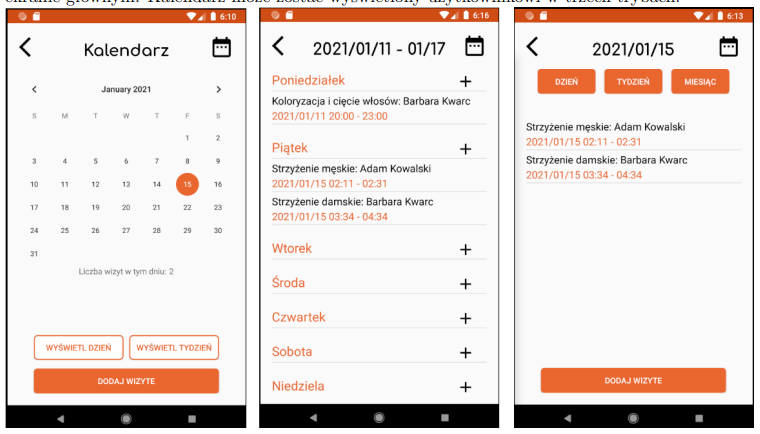 ekranie głównym. Kalendarz może zostać wyświetlony użytkownikowi w trzech trybach:
6:10
Kalendarz
January 2021
S M T W T F S
1 2
3 4 5 6 7 8 9
10 11 12 13 14 15 16
17 18 19 20 21 22 23
24 25 26 27 28 29 30
31
Liczba wizyt w tym dniu: 2
WYŚWIETL DZIEŃ WYŚWIETL TYDZIEŃ
DODAJ WIZYTE
6:16
2021/01/11 - 01/17
Poniedziałek +
Koloryzacja i cięcie włosów: Barbara Kwarc
2021/01/11 20:00 - 23:00
Piątek +
Strzyżenie męskie: Adam Kowalski
2021/01/15 02:11 - 02:31
Strzyżenie damskie: Barbara Kwarc
2021/01/15 03:34 - 04:34
Wtorek +
Środa +
Czwartek +
Sobota +
Niedziela +
6:13
2021/01/15
DZIEŃ TYDZIEŃ MIESIĄC
Strzyżenie męskie: Adam Kowalski
2021/01/15 02:11 - 02:31
Strzyżenie damskie: Barbara Kwarc
2021/01/15 03:34 - 04:34
DODAJ WIZYTE